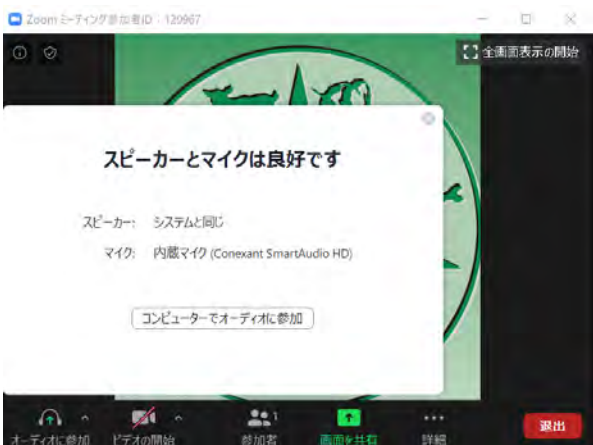 Zoom ミーティング参加者ID：120967
全画面表示の開始
スピーカーとマイクは良好です
スピーカー: システムと同じ
マイク: 内蔵マイク (Conexant SmartAudio HD)
コンピューターでオーディオに参加
1
オーディオに参加 ビデオの開始 参加者 画面を共有 詳細 退出